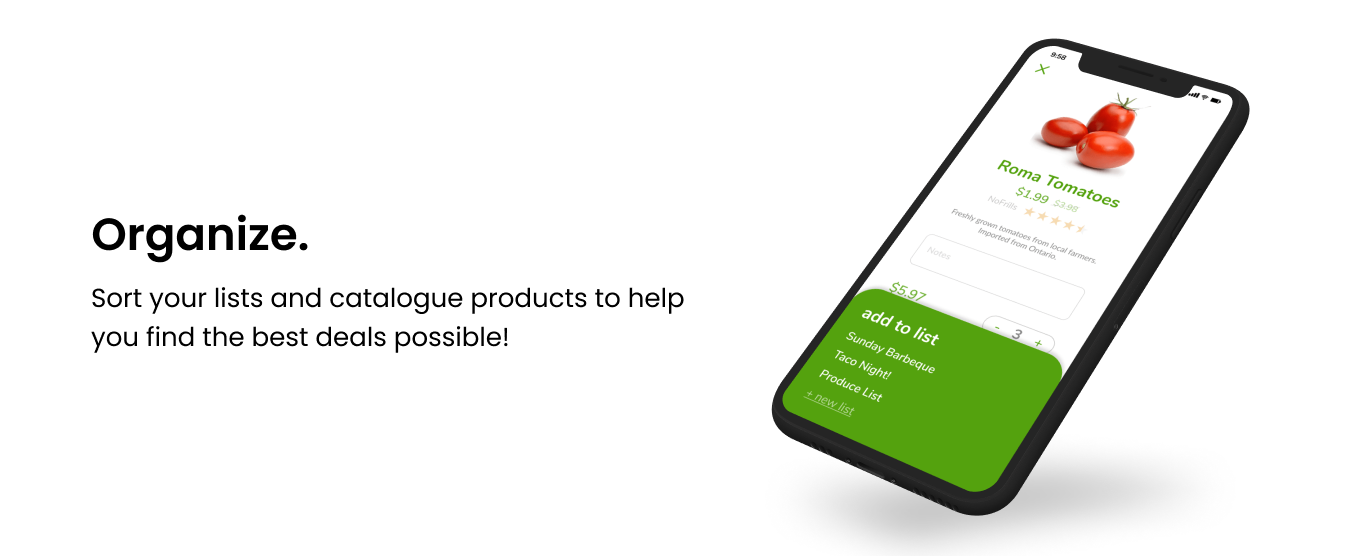 Organize.
Sort your lists and catalogue products to help
you find the best deals possible!
9:58
Roma Tomatoes
$1.99 $3.98
NoFrills
Freshly grown tomatoes from local farmers.
Imported from Ontario.
Notes
$5.97
- 3 +
add to list
Sunday Barbeque
Taco Night!
Produce List
+ new list